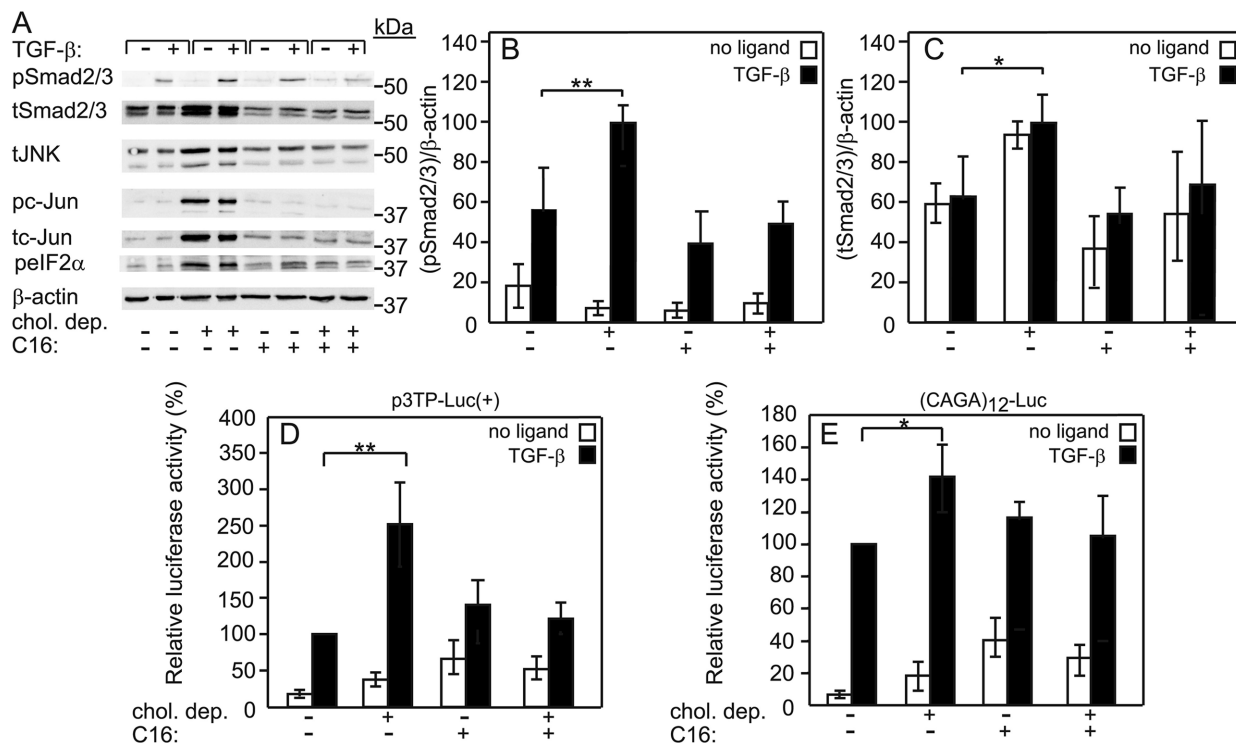 A
kDa
TGF-β: - + - + - + - +
pSmad2/3 -50
tSmad2/3 -50
tJNK -50
pc-Jun -37
tc-Jun -37
peIF2α -37
β-actin -37
chol. dep. - - + + - - + +
C16: - - - - + + + +
B
no ligand
TGF-β
**
(pSmad2/3)/β-actin
140
120
100
80
60
40
20
0
- + - +
- - + +
C
no ligand
TGF-β
*
(tSmad2/3)/β-actin
140
120
100
80
60
40
20
0
- + - +
- - + +
p3TP-Luc(+)
D
no ligand
TGF-β
**
Relative luciferase activity (%)
400
350
300
250
200
150
100
50
0
chol. dep. - + - +
C16: - - + +
(CAGA)12-Luc
E
no ligand
TGF-β
*
Relative luciferase activity (%)
180
160
140
120
100
80
60
40
20
0
chol. dep. - + - +
C16: - - + +